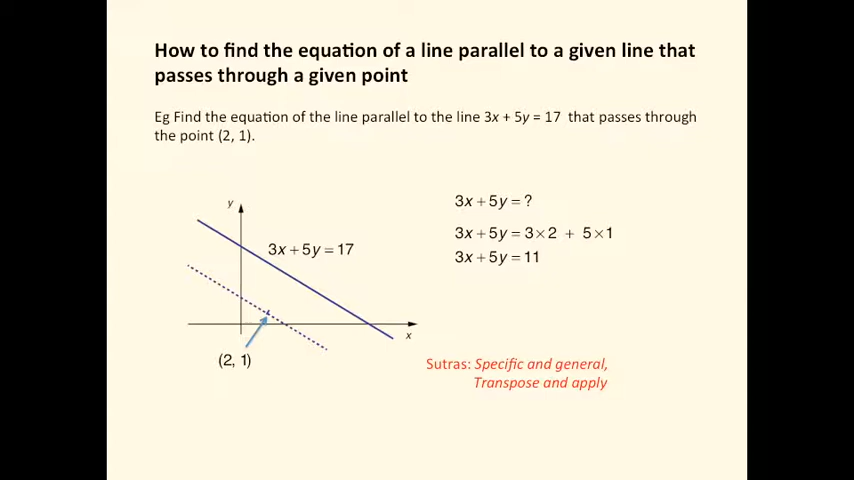 How to find the equation of a line parallel to a given line that
passes through a given point
Eg Find the equation of the line parallel to the line 3x + 5y = 17 that passes through
the point (2, 1).
3x + 5y = ?
3x + 5y = 3×2 + 5×1
3x + 5y = 11
y
3x + 5y = 17
x
(2, 1)
Sutras: Specific and general,
Transpose and apply